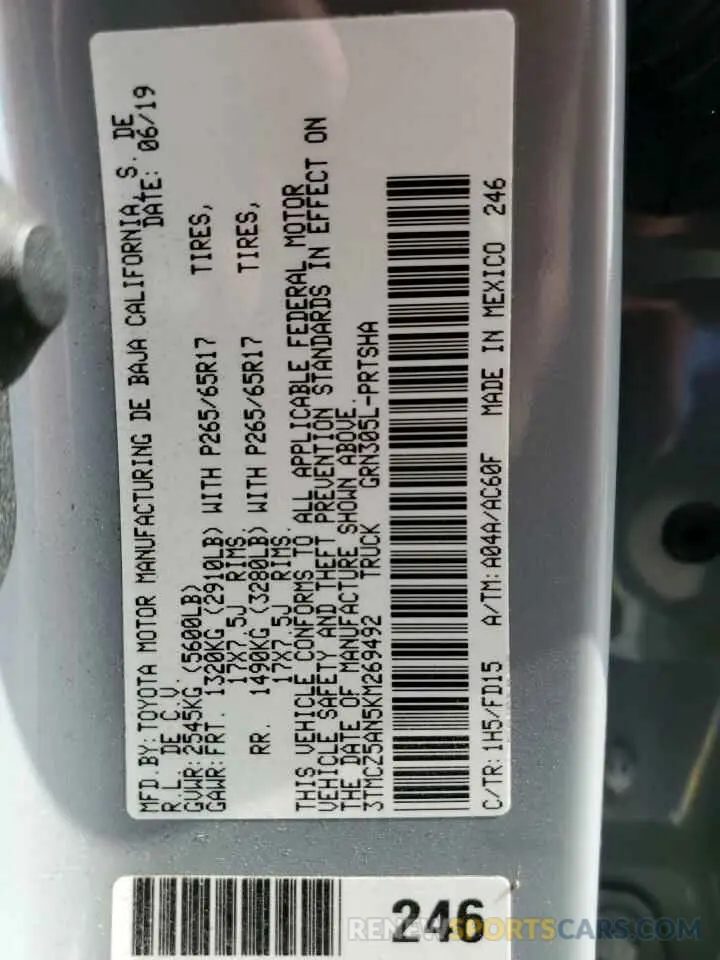 MFD.BY: TOYOTA MOTOR MANUFACTURING DE BAJA CALIFORNIA, S. DE
R.L. DE C.V. DATE: 06/19
GVWR: 2545KG (5600LB)
GAWR: FRT. 1320KG (2910LB) WITH P265/65R17 TIRES,
17X7.5J RIMS.
RR. 1490KG (3280LB) WITH P265/65R17 TIRES,
17X7.5J RIMS.
THIS VEHICLE CONFORMS TO ALL APPLICABLE FEDERAL MOTOR
VEHICLE SAFETY AND THEFT PREVENTION STANDARDS IN EFFECT ON
THE DATE OF MANUFACTURE SHOWN ABOVE.
3TMCZ5AN5KM269492 TRUCK GRN305L-PRTSHA
C/TR: 1H5/FD15 A/TM: A04A/AC60F MADE IN MEXICO 246
246
RENEWSPORTSCARS.COM